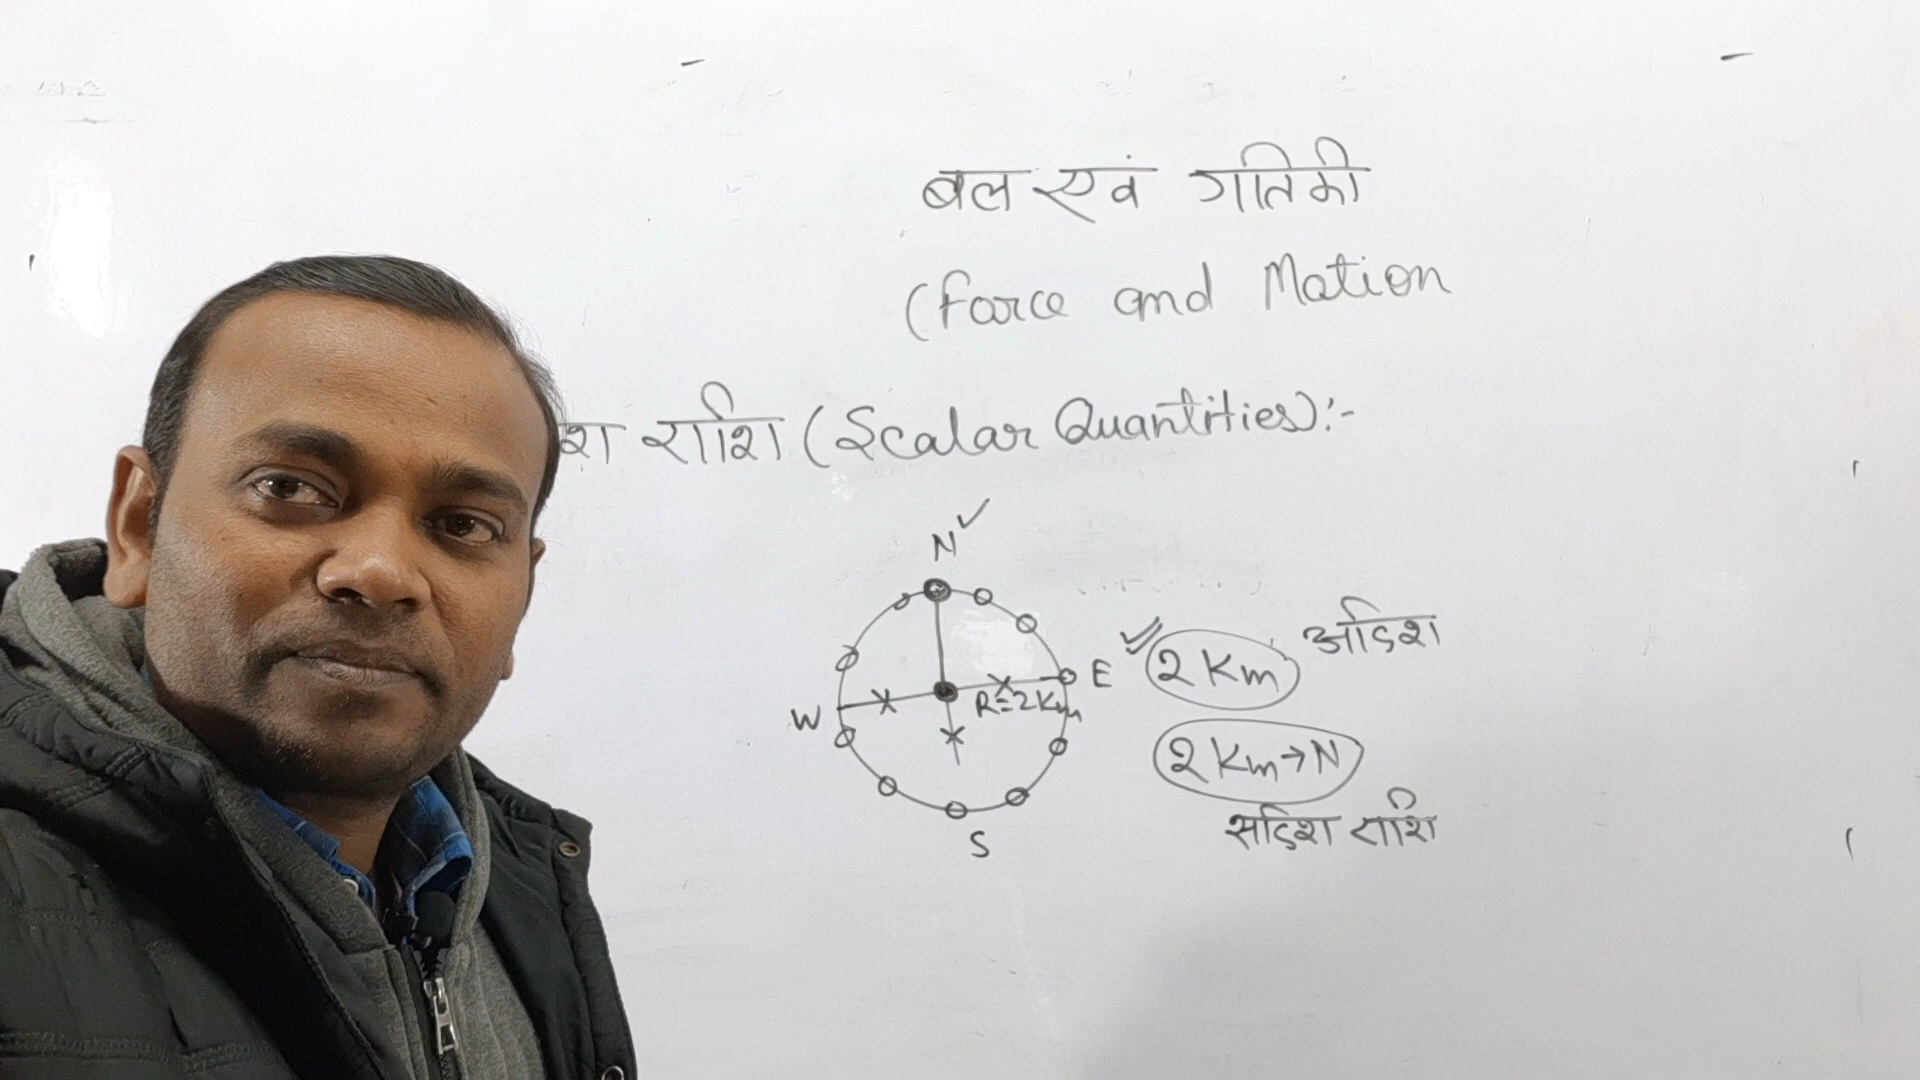 बल एवं गतिकी
(Force and Motion
श राशि (Scalar Quantities):-
N
E
2 Km अदिश
R=2Km
W
2 Km→N
सदिश राशि
S